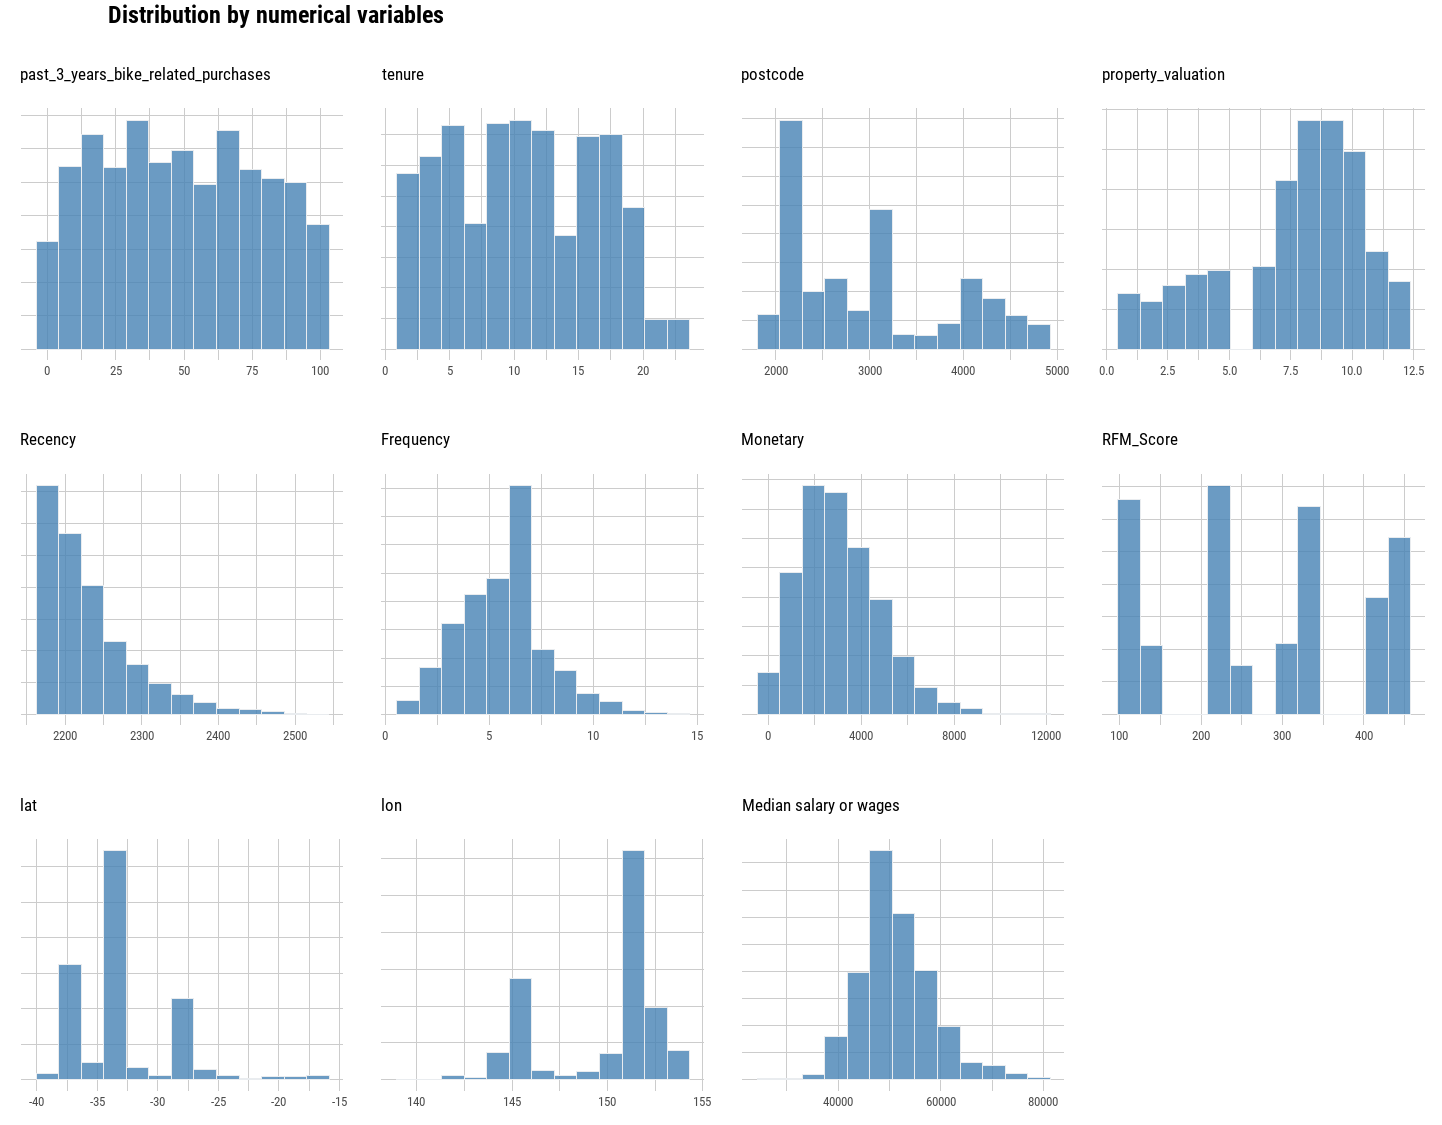 Distribution by numerical variables
past_3_years_bike_related_purchases tenure postcode property_valuation
0 25 50 75 100 0 5 10 15 20 2000 3000 4000 5000 0.0 2.5 5.0 7.5 10.0 12.5
Recency Frequency Monetary RFM_Score
2200 2300 2400 2500 0 5 10 15 0 4000 8000 12000 100 200 300 400
lat lon Median salary or wages
-40 -35 -30 -25 -20 -15 140 145 150 155 40000 60000 80000